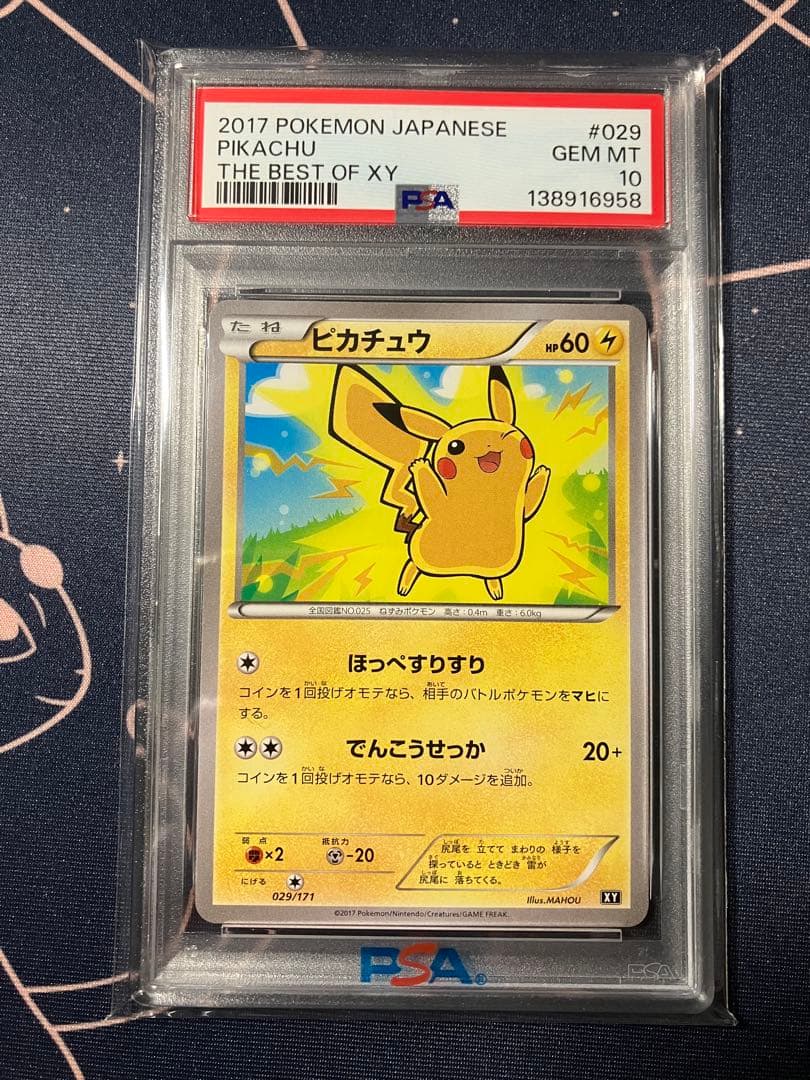 2017 POKEMON JAPANESE #029
PIKACHU GEM MT
THE BEST OF XY 10
PSA 138916958
たね ピカチュウ HP60
全国図鑑NO.025 ねずみポケモン 高さ:0.4m 重さ:6.0kg
ほっぺすりすり
コインを1回投げオモテなら、相手のバトルポケモンをマヒに
する。
でんこうせっか 20+
コインを1回投げオモテなら、10ダメージを追加。
弱点 抵抗力
×2 -20
にげる
尻尾を 立てて まわりの 様子を
探っていると ときどき 雷が
尻尾に 落ちてくる。
029/171 Illus.MAHOU XY
©2017 Pokémon/Nintendo/Creatures/GAME FREAK.
PSA®
PSA